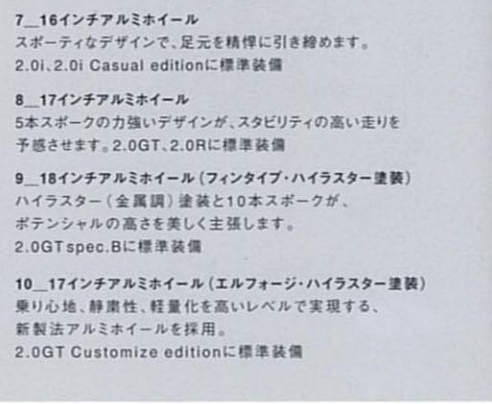 7__16インチアルミホイール
スポーティなデザインで、足元を精悍に引き締めます。
2.0i、2.0i Casual editionに標準装備
8__17インチアルミホイール
5本スポークの力強いデザインが、スタビリティの高い走りを
予感させます。2.0GT、2.0Rに標準装備
9__18インチアルミホイール(フィンタイプ・ハイラスター塗装)
ハイラスター(金属調)塗装と10本スポークが、
ポテンシャルの高さを美しく主張します。
2.0GT spec.Bに標準装備
10__17インチアルミホイール(エルフォージ・ハイラスター塗装)
乗り心地、静粛性、軽量化を高いレベルで実現する、
新製法アルミホイールを採用。
2.0GT Customize editionに標準装備